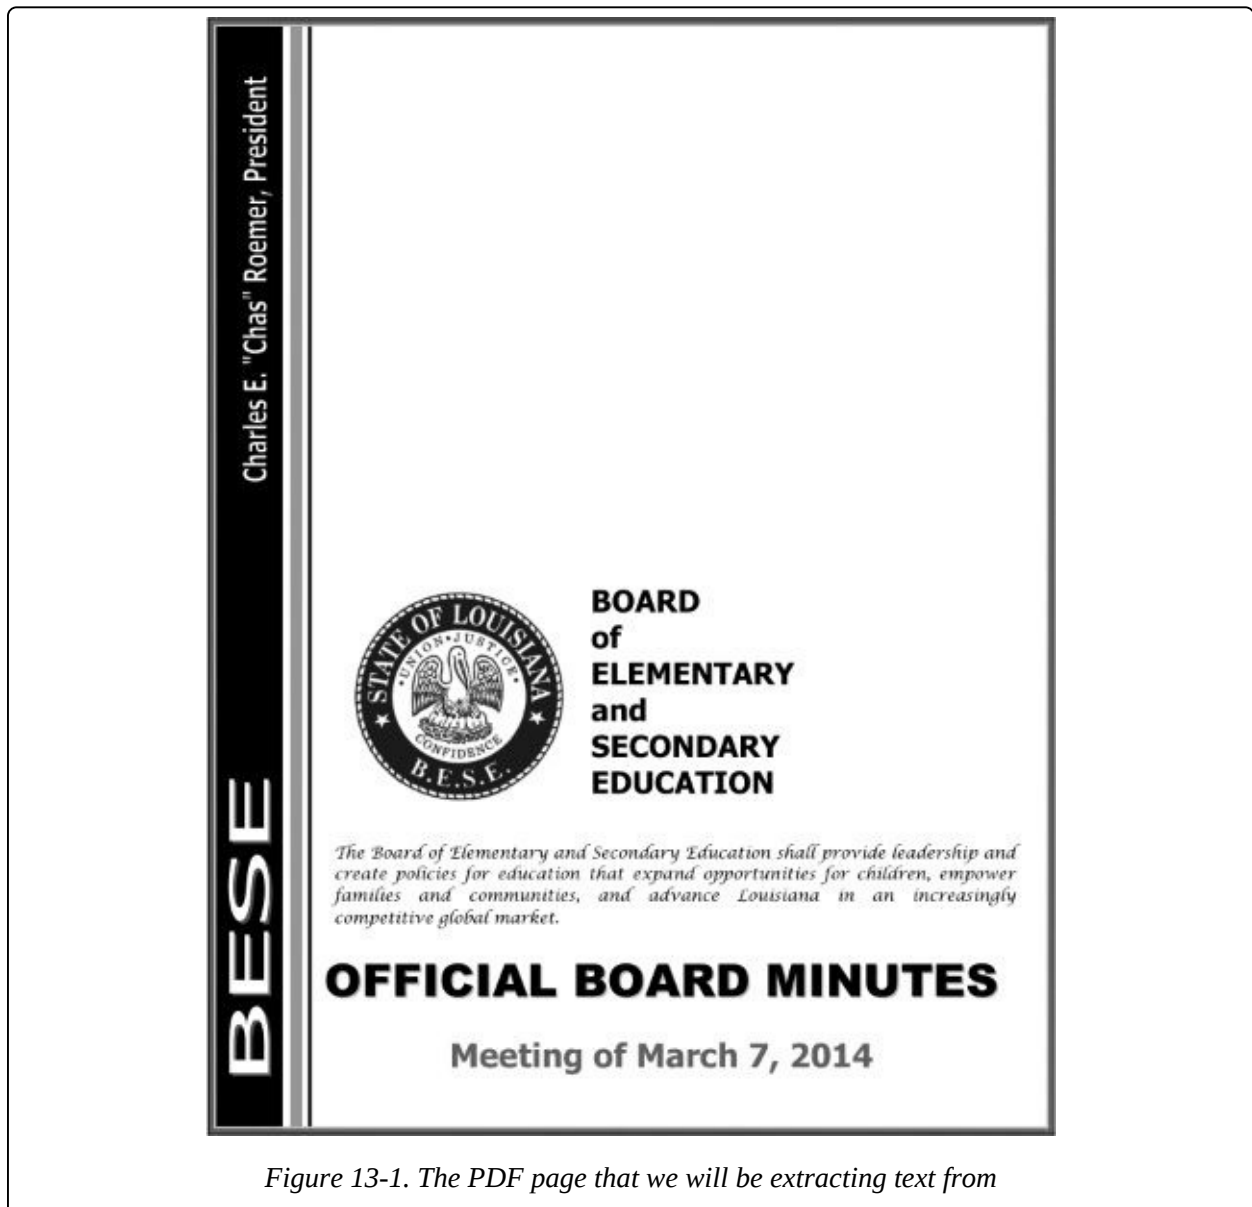 Charles E. "Chas" Roemer, President
BESE
STATE OF LOUISIANA
UNION•JUSTICE
CONFIDENCE
B.E.S.E.
BOARD
of
ELEMENTARY
and
SECONDARY
EDUCATION
The Board of Elementary and Secondary Education shall provide leadership and
create policies for education that expand opportunities for children, empower
families and communities, and advance Louisiana in an increasingly
competitive global market.
OFFICIAL BOARD MINUTES
Meeting of March 7, 2014
Figure 13-1. The PDF page that we will be extracting text from